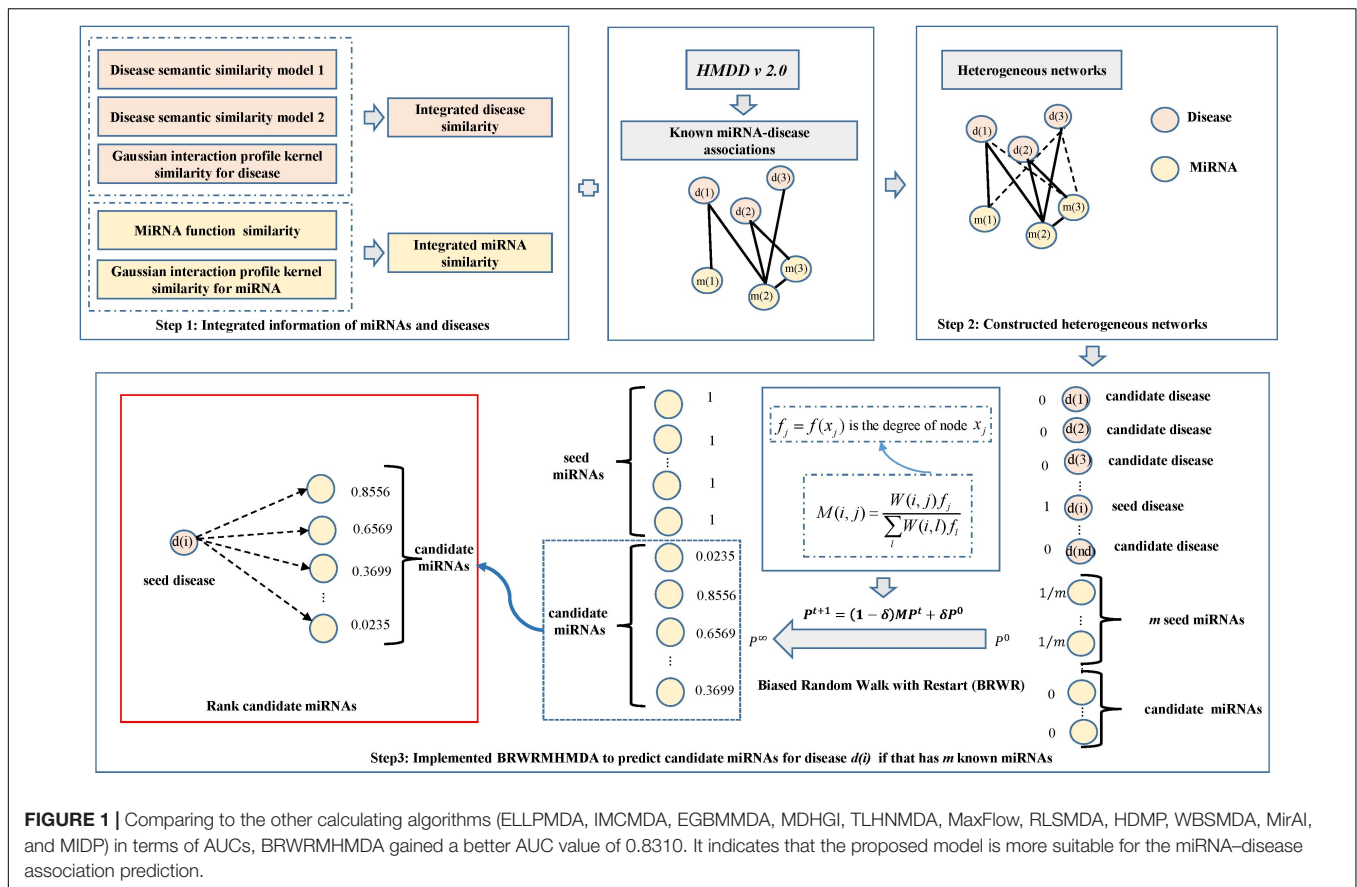 Disease semantic similarity model 1
Disease semantic similarity model 2
Gaussian interaction profile kernel
similarity for disease
Integrated disease
similarity
MiRNA function similarity
Gaussian interaction profile kernel
similarity for miRNA
Integrated miRNA
similarity
Step 1: Integrated information of miRNAs and diseases
HMDD v 2.0
Known miRNA-disease
associations
d(1)
d(2)
d(3)
m(1)
m(2)
m(3)
Heterogeneous networks
d(1)
d(2)
d(3)
m(1)
m(2)
m(3)
Disease
MiRNA
Step 2: Constructed heterogeneous networks
d(i)
seed disease
0.8556
0.6569
0.3699
⋮
0.0235
candidate
miRNAs
Rank candidate miRNAs
seed
miRNAs
1
1
⋮
1
1
candidate
miRNAs
0.0235
0.8556
0.6569
⋮
0.3699
f_j = f(x_j) is the degree of node x_j
M(i, j) = W(i, j) f_j / ∑_l W(i, l) f_l
P^{t+1} = (1 − δ)MP^t + δP^0
P^∞
P^0
Biased Random Walk with Restart (BRWR)
0 d(1) candidate disease
0 d(2) candidate disease
0 d(3) candidate disease
⋮
1 d(i) seed disease
⋮
0 d(nd) candidate disease
1/m
⋮
1/m
m seed miRNAs
0
⋮
0
candidate miRNAs
Step3: Implemented BRWRMHMDA to predict candidate miRNAs for disease d(i) if that has m known miRNAs
FIGURE 1 | Comparing to the other calculating algorithms (ELLPMDA, IMCMDA, EGBMMDA, MDHGI, TLHNMDA, MaxFlow, RLSMDA, HDMP, WBSMDA, MirAI,
and MIDP) in terms of AUCs, BRWRMHMDA gained a better AUC value of 0.8310. It indicates that the proposed model is more suitable for the miRNA–disease
association prediction.